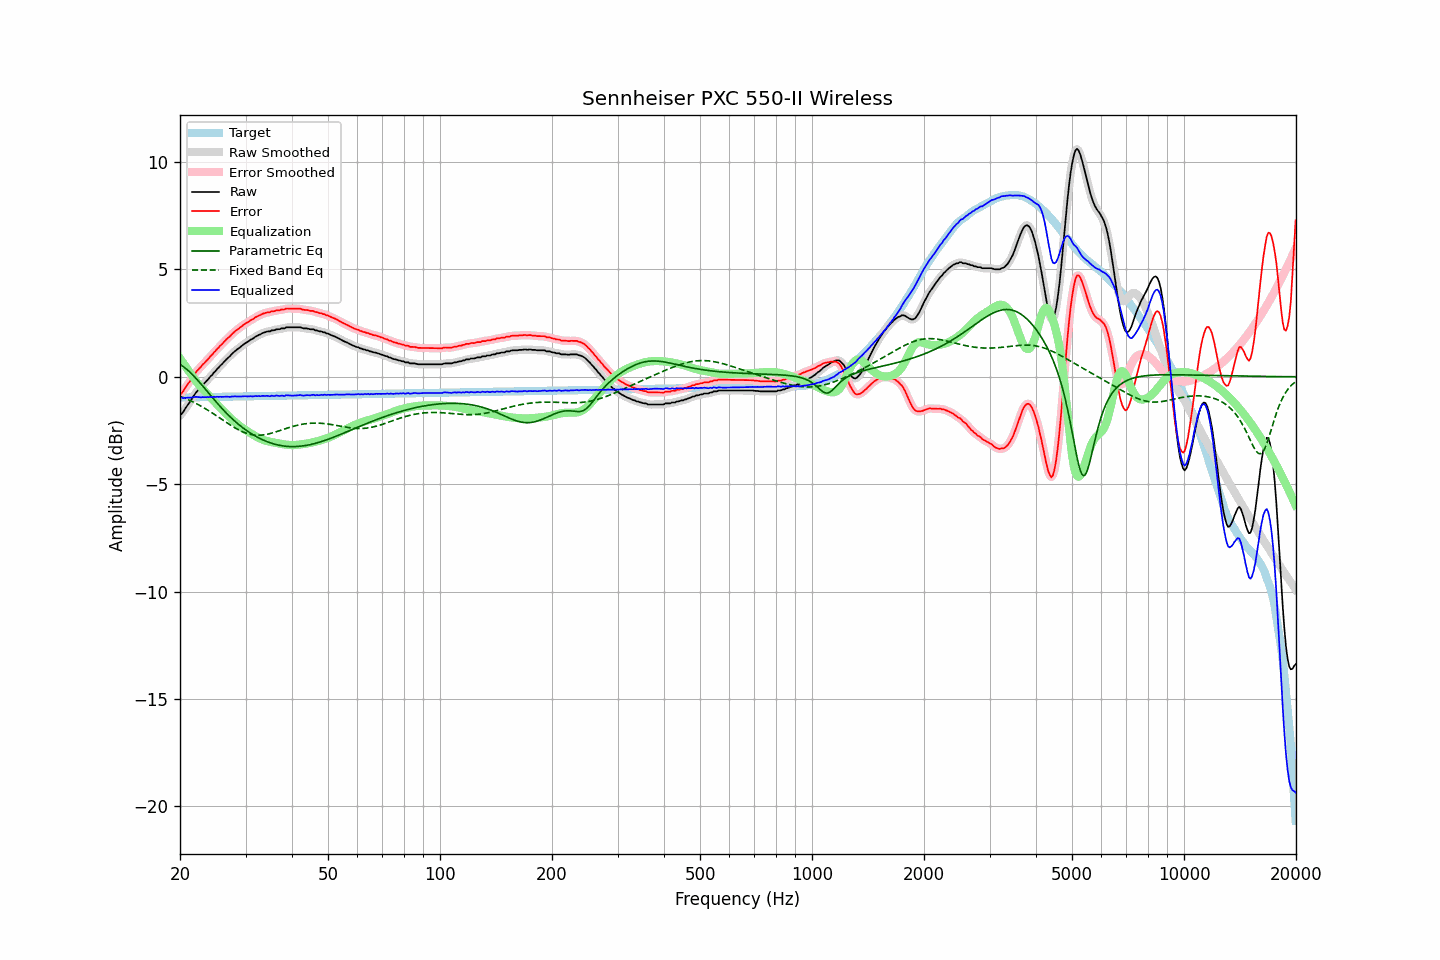 Sennheiser PXC 550-II Wireless
Target
Raw Smoothed
Error Smoothed
Raw
Error
Equalization
Parametric Eq
Fixed Band Eq
Equalized
10
5
0
−5
−10
−15
−20
Amplitude (dBr)
20 50 100 200 500 1000 2000 5000 10000 20000
Frequency (Hz)